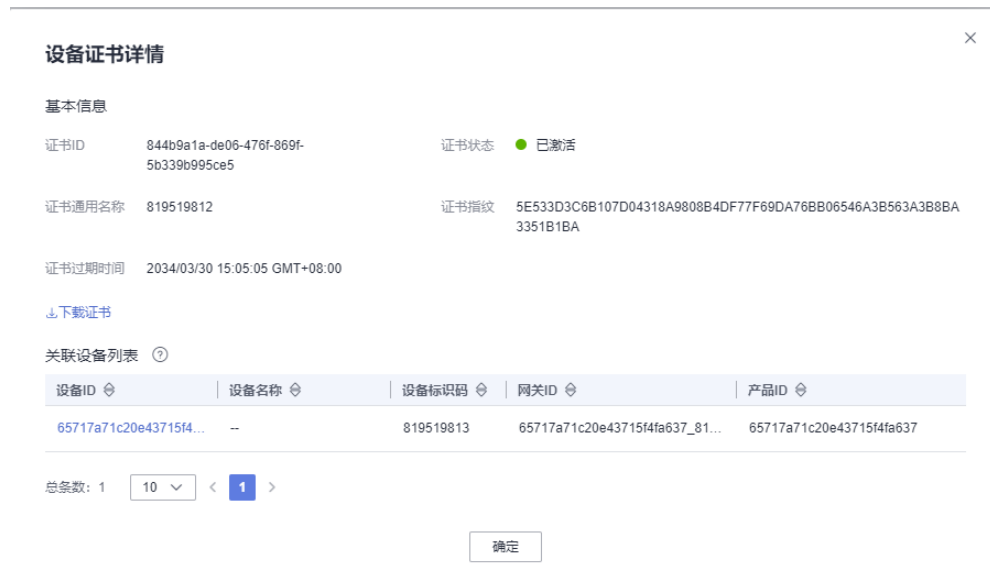 设备证书详情
基本信息
证书ID 844b9a1a-de06-476f-869f- 证书状态 已激活
5b339b995ce5
证书通用名称 819519812 证书指纹 5E533D3C6B107D04318A9808B4DF77F69DA76BB06546A3B563A3B8BA
3351B1BA
证书过期时间 2034/03/30 15:05:05 GMT+08:00
下载证书
关联设备列表 ?
设备ID 设备名称 设备标识码 网关ID 产品ID
65717a71c20e43715f4... -- 819519813 65717a71c20e43715f4fa637_81... 65717a71c20e43715f4fa637
总条数: 1 10 < 1 >
确定